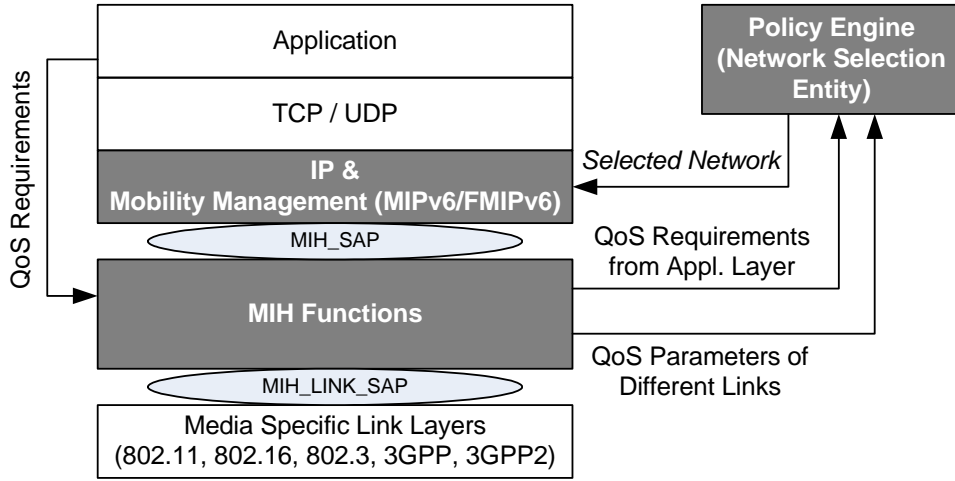 Application
TCP / UDP
IP &
Mobility Management (MIPv6/FMIPv6)
MIH_SAP
MIH Functions
MIH_LINK_SAP
Media Specific Link Layers
(802.11, 802.16, 802.3, 3GPP, 3GPP2)
QoS Requirements
Policy Engine
(Network Selection
Entity)
Selected Network
QoS Requirements
from Appl. Layer
QoS Parameters of
Different Links